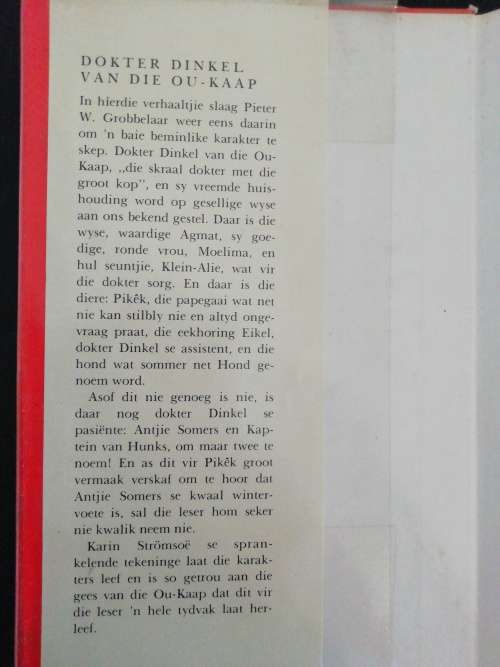 DOKTER DINKEL
VAN DIE OU-KAAP
In hierdie verhaaltjie slaag Pieter
W. Grobbelaar weer eens daarin
om 'n baie beminlike karakter te
skep. Dokter Dinkel van die Ou-
Kaap, ,,die skraal dokter met die
groot kop", en sy vreemde huis-
houding word op gesellige wyse
aan ons bekend gestel. Daar is die
wyse, waardige Agmat, sy goe-
dige, ronde vrou, Moelima, en
hul seuntjie, Klein-Alie, wat vir
die dokter sorg. En daar is die
diere: Pikêk, die papegaai wat net
nie kan stilbly nie en altyd onge-
vraag praat, die eekhoring Eikel,
dokter Dinkel se assistent, en die
hond wat sommer net Hond ge-
noem word.
Asof dit nie genoeg is nie, is
daar nog dokter Dinkel se
pasiënte: Antjie Somers en Kap-
tein van Hunks, om maar twee te
noem! En as dit vir Pikêk groot
vermaak verskaf om te hoor dat
Antjie Somers se kwaal winter-
voete is, sal die leser hom seker
nie kwalik neem nie.
Karin Strömsoë se spran-
kelende tekeninge laat die karak-
ters leef en is so getrou aan die
gees van die Ou-Kaap dat dit vir
die leser 'n hele tydvak laat her-
leef.